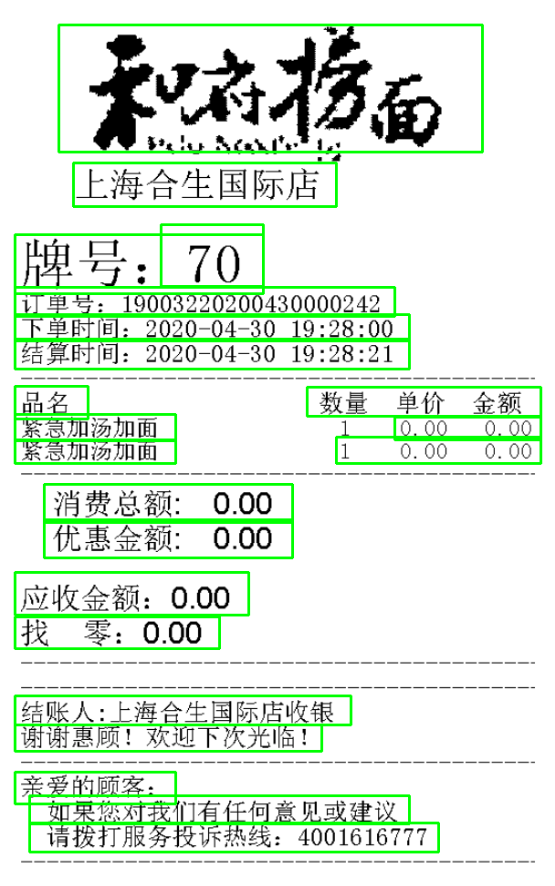 和府捞面
上海合生国际店
牌号：70
订单号：19003220200430000242
下单时间：2020-04-30 19:28:00
结算时间：2020-04-30 19:28:21
品名 数量 单价 金额
紧急加汤加面 1 0.00 0.00
紧急加汤加面 1 0.00 0.00
消费总额： 0.00
优惠金额： 0.00
应收金额：0.00
找 零：0.00
结账人:上海合生国际店收银
谢谢惠顾！欢迎下次光临！
亲爱的顾客：
如果您对我们有任何意见或建议
请拨打服务投诉热线：4001616777